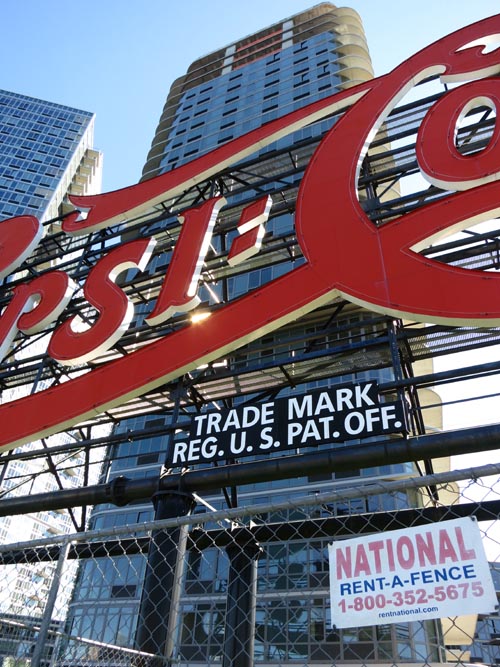 PSI=Co
TRADE MARK
REG. U. S. PAT. OFF.
NATIONAL
RENT-A-FENCE
1-800-352-5675
rentnational.com